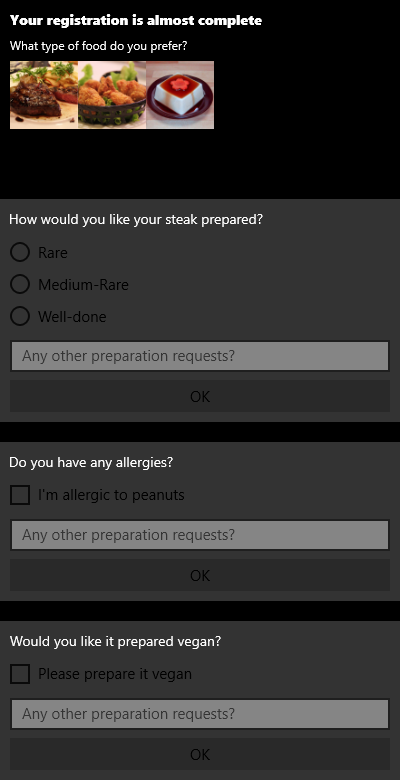 Your registration is almost complete
What type of food do you prefer?
How would you like your steak prepared?
Rare
Medium-Rare
Well-done
Any other preparation requests?
OK
Do you have any allergies?
I'm allergic to peanuts
Any other preparation requests?
OK
Would you like it prepared vegan?
Please prepare it vegan
Any other preparation requests?
OK